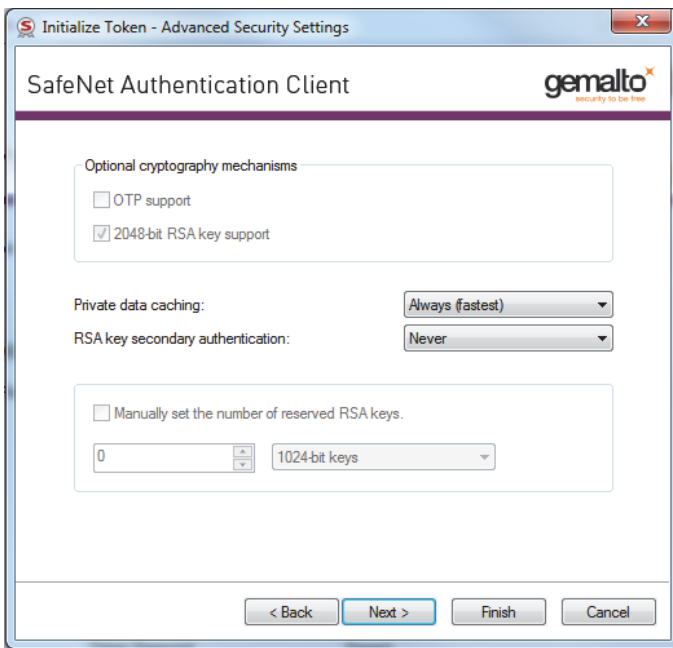 Initialize Token - Advanced Security Settings
SafeNet Authentication Client
gemalto
security to be free
Optional cryptography mechanisms
OTP support
2048-bit RSA key support
Private data caching: Always (fastest)
RSA key secondary authentication: Never
Manually set the number of reserved RSA keys.
0 1024-bit keys
< Back Next > Finish Cancel